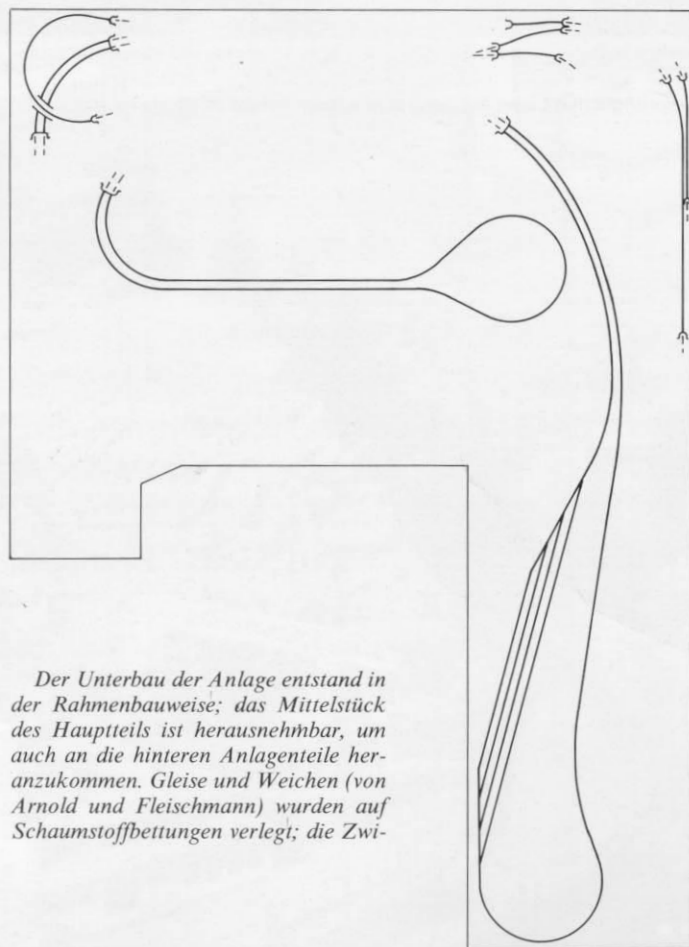 Der Unterbau der Anlage entstand in
der Rahmenbauweise; das Mittelstück
des Hauptteils ist herausnehmbar, um
auch an die hinteren Anlagenteile her-
anzukommen. Gleise und Weichen (von
Arnold und Fleischmann) wurden auf
Schaumstoffbettungen verlegt; die Zwi-